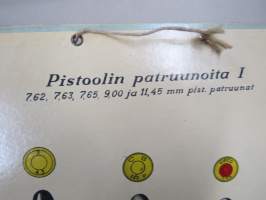 Pistoolin patruunoita I
7.62, 7.63, 7.65, 9.00 ja 11,45 mm pist. patruunat